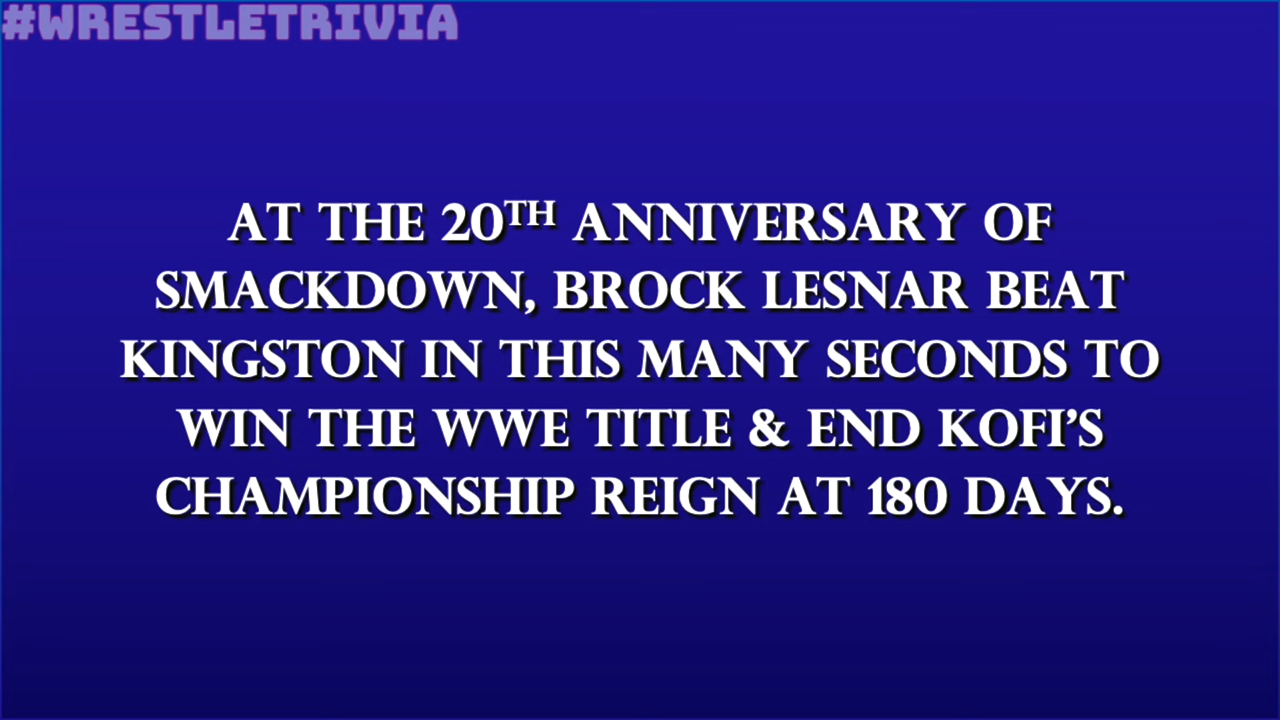 #WRESTLETRIVIA
AT THE 20TH ANNIVERSARY OF
SMACKDOWN, BROCK LESNAR BEAT
KINGSTON IN THIS MANY SECONDS TO
WIN THE WWE TITLE & END KOFI’S
CHAMPIONSHIP REIGN AT 180 DAYS.